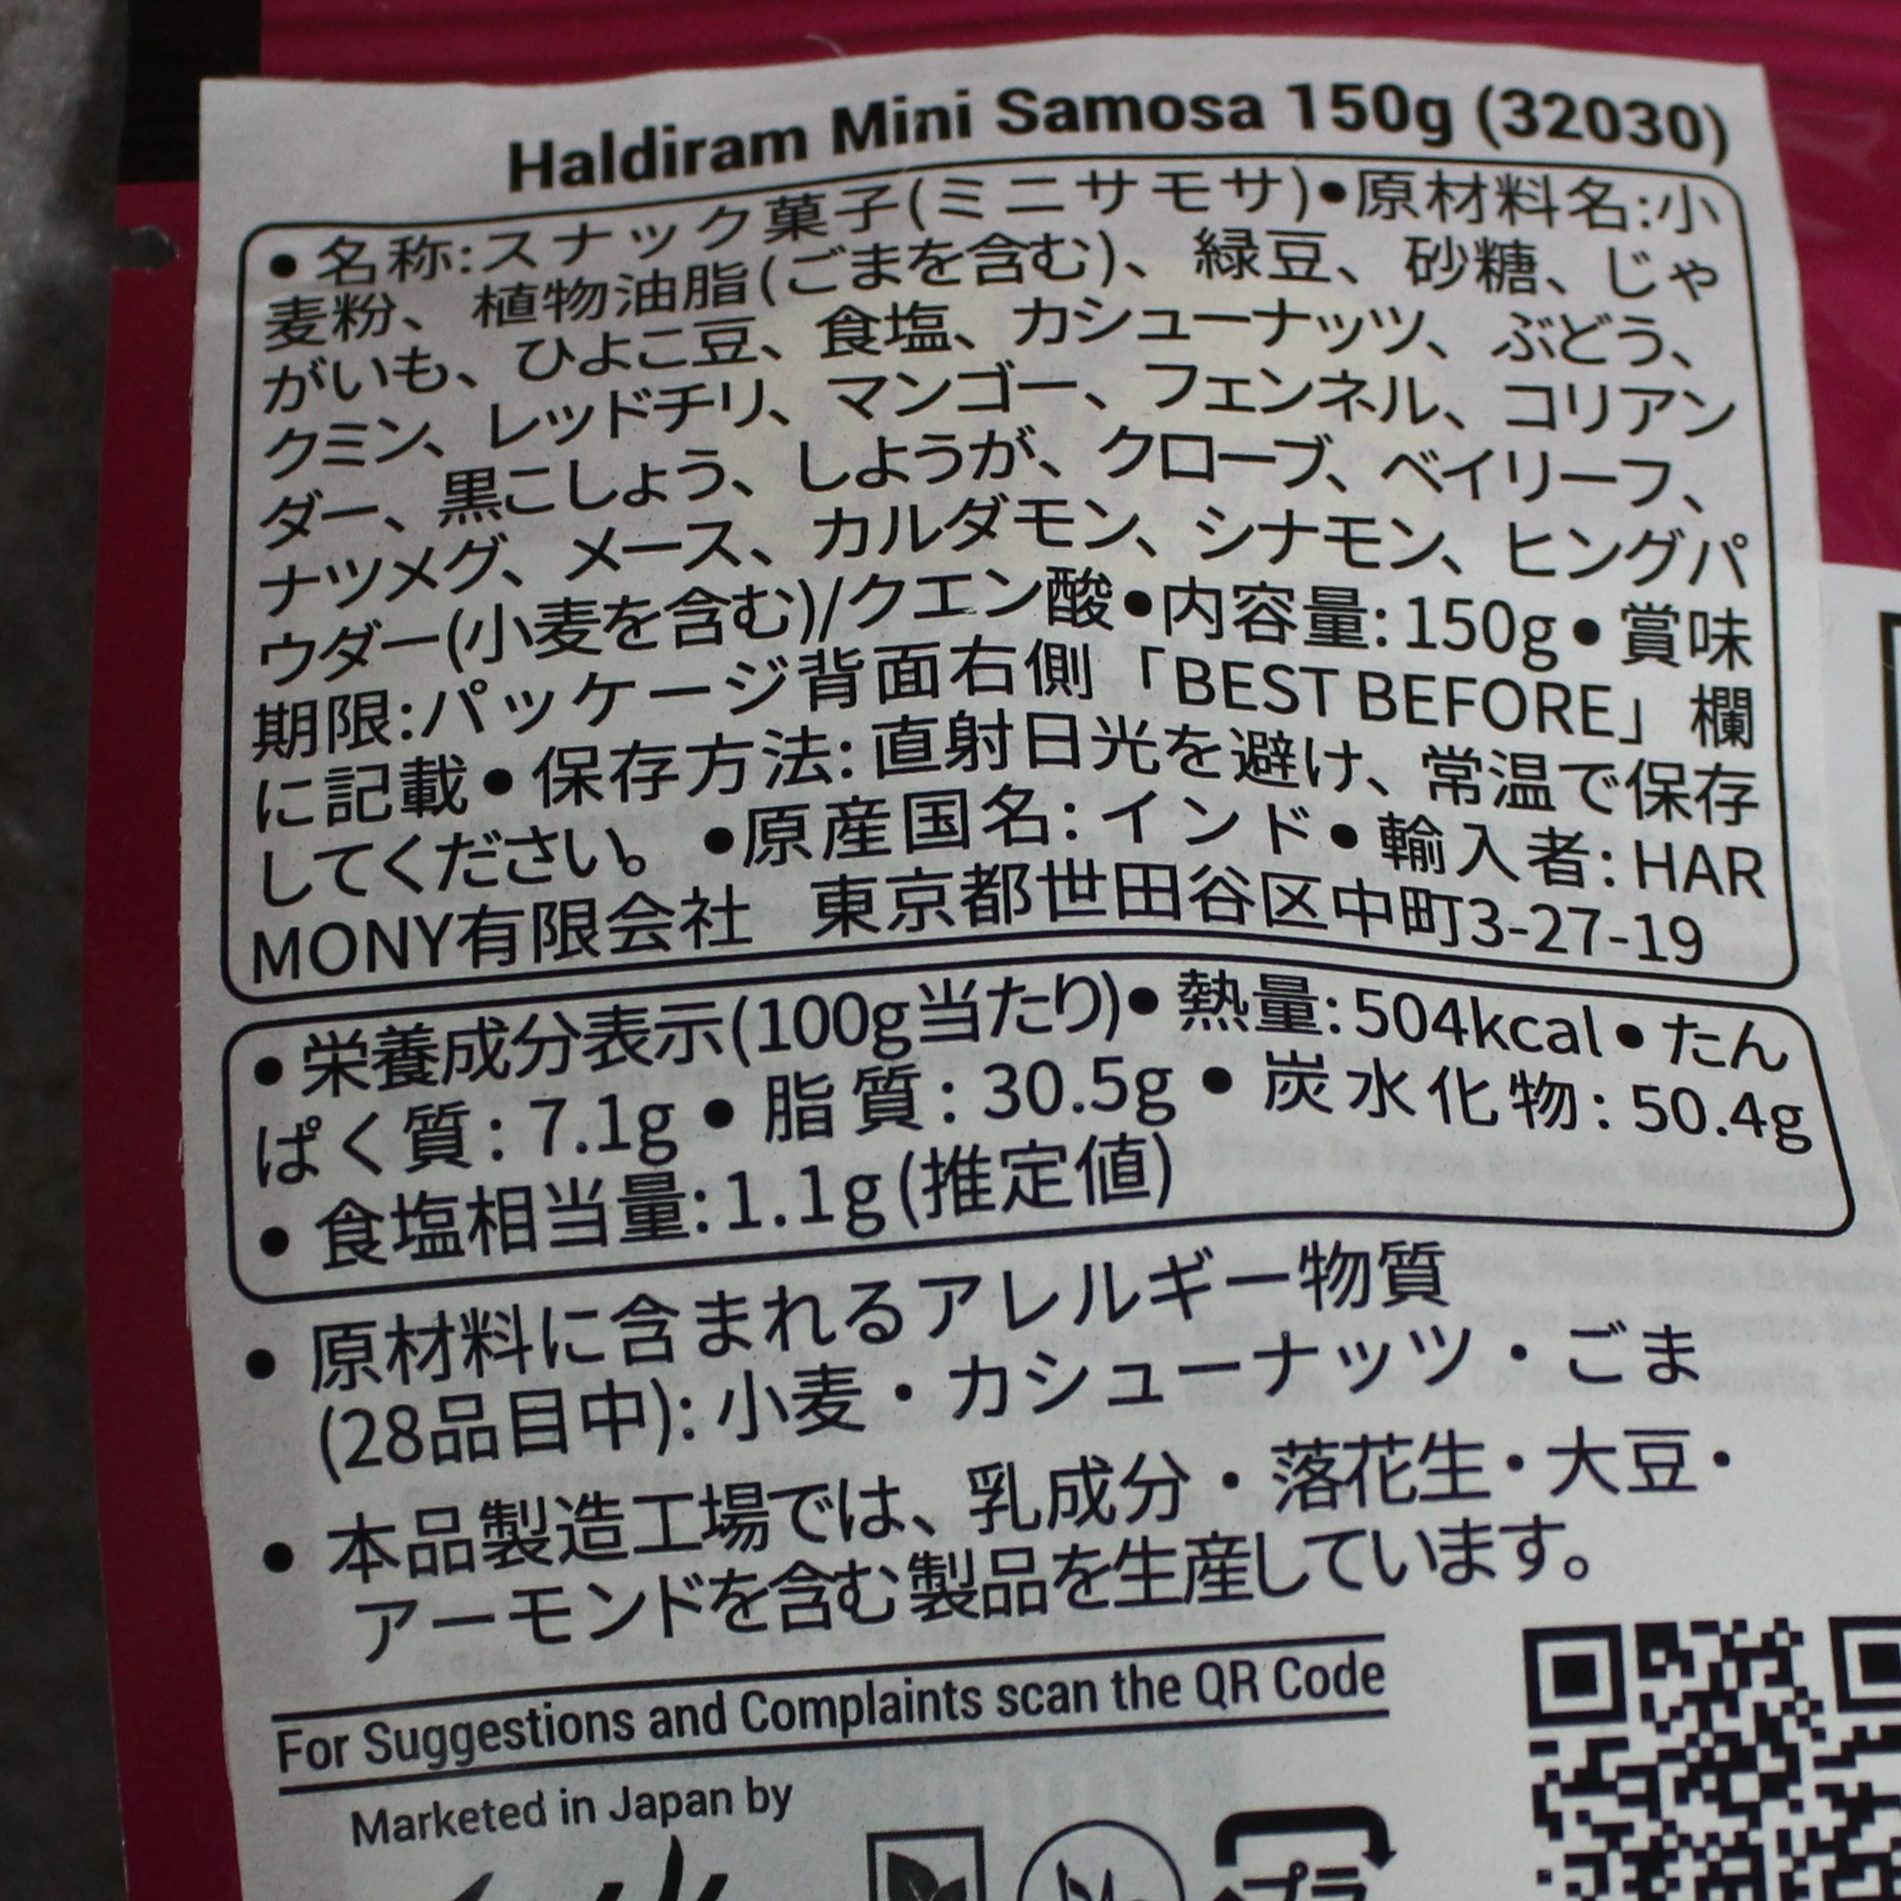 Haldiram Mini Samosa 150g (32030)
• 名称:スナック菓子(ミニサモサ)•原材料名:小
麦粉、植物油脂(ごまを含む)、緑豆、砂糖、じゃ
がいも、ひよこ豆、食塩、カシューナッツ、ぶどう、
クミン、レッドチリ、マンゴー、フェンネル、コリアン
ダー、黒こしょう、しようが、クローブ、ベイリーフ、
ナツメグ、メース、カルダモン、シナモン、ヒングパ
ウダー(小麦を含む)/クエン酸•内容量:150g•賞味
期限:パッケージ背面右側「BEST BEFORE」欄
に記載•保存方法:直射日光を避け、常温で保存
してください。•原産国名:インド•輸入者:HAR
MONY有限会社 東京都世田谷区中町3-27-19
• 栄養成分表示(100g当たり)• 熱量:504kcal•たん
ぱく質:7.1g•脂質:30.5g•炭水化物:50.4g
• 食塩相当量:1.1g(推定値)
• 原材料に含まれるアレルギー物質
(28品目中):小麦・カシューナッツ・ごま
• 本品製造工場では、乳成分・落花生・大豆・
アーモンドを含む製品を生産しています。
For Suggestions and Complaints scan the QR Code
Marketed in Japan by
プラ